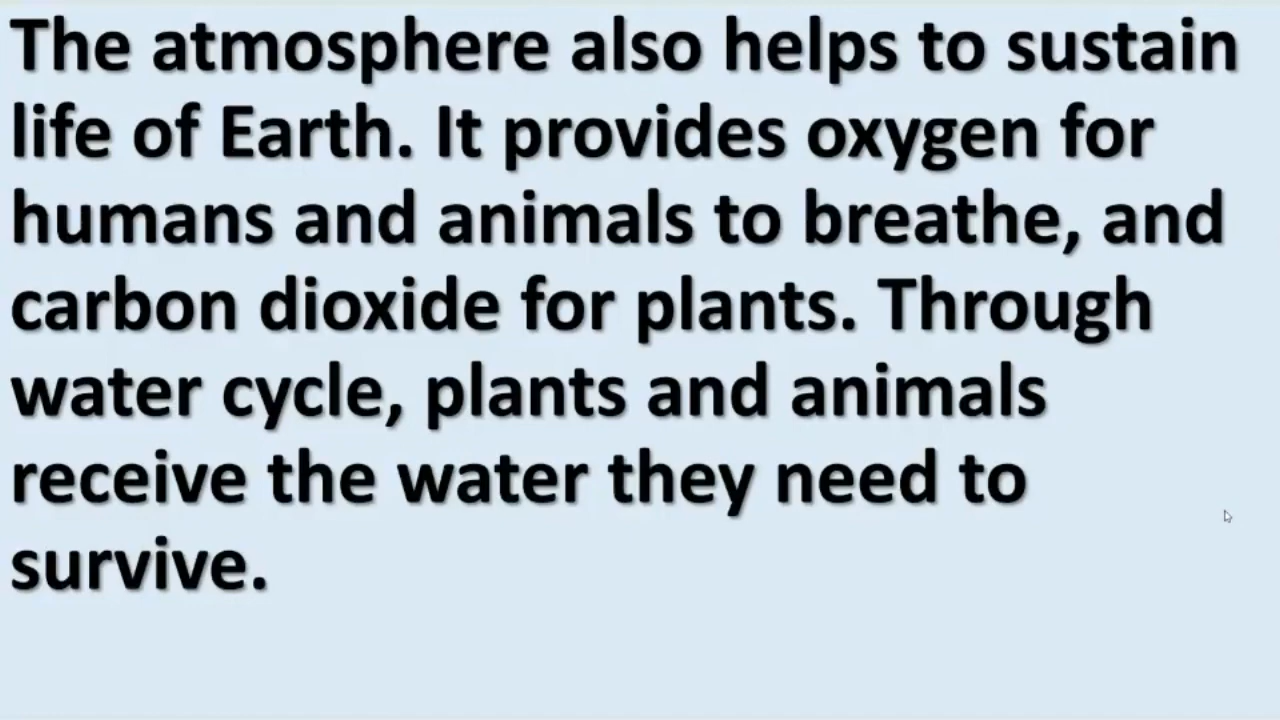 The atmosphere also helps to sustain
life of Earth. It provides oxygen for
humans and animals to breathe, and
carbon dioxide for plants. Through
water cycle, plants and animals
receive the water they need to
survive.